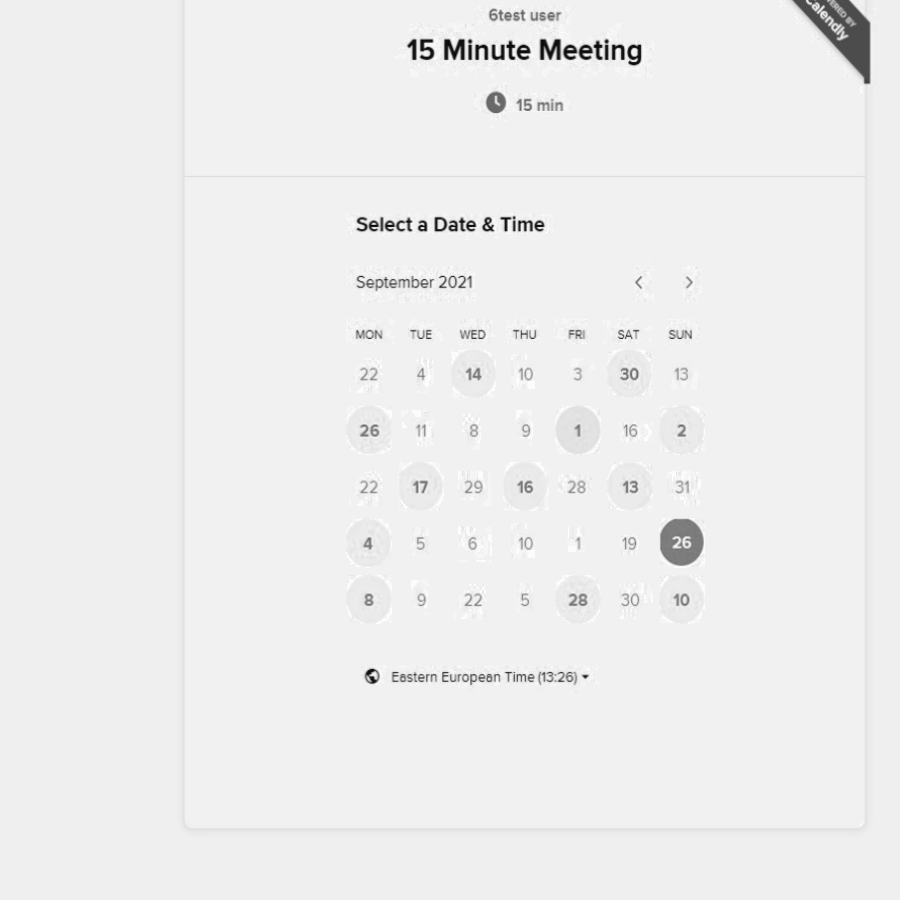 6test user
15 Minute Meeting
15 min
Calendly
Select a Date & Time
September 2021
MON TUE WED THU FRI SAT SUN
22 4 14 10 3 30 13
26 11 8 9 1 16 2
22 17 29 16 28 13 31
4 5 6 10 1 19 26
8 9 22 5 28 30 10
Eastern European Time (13:26)